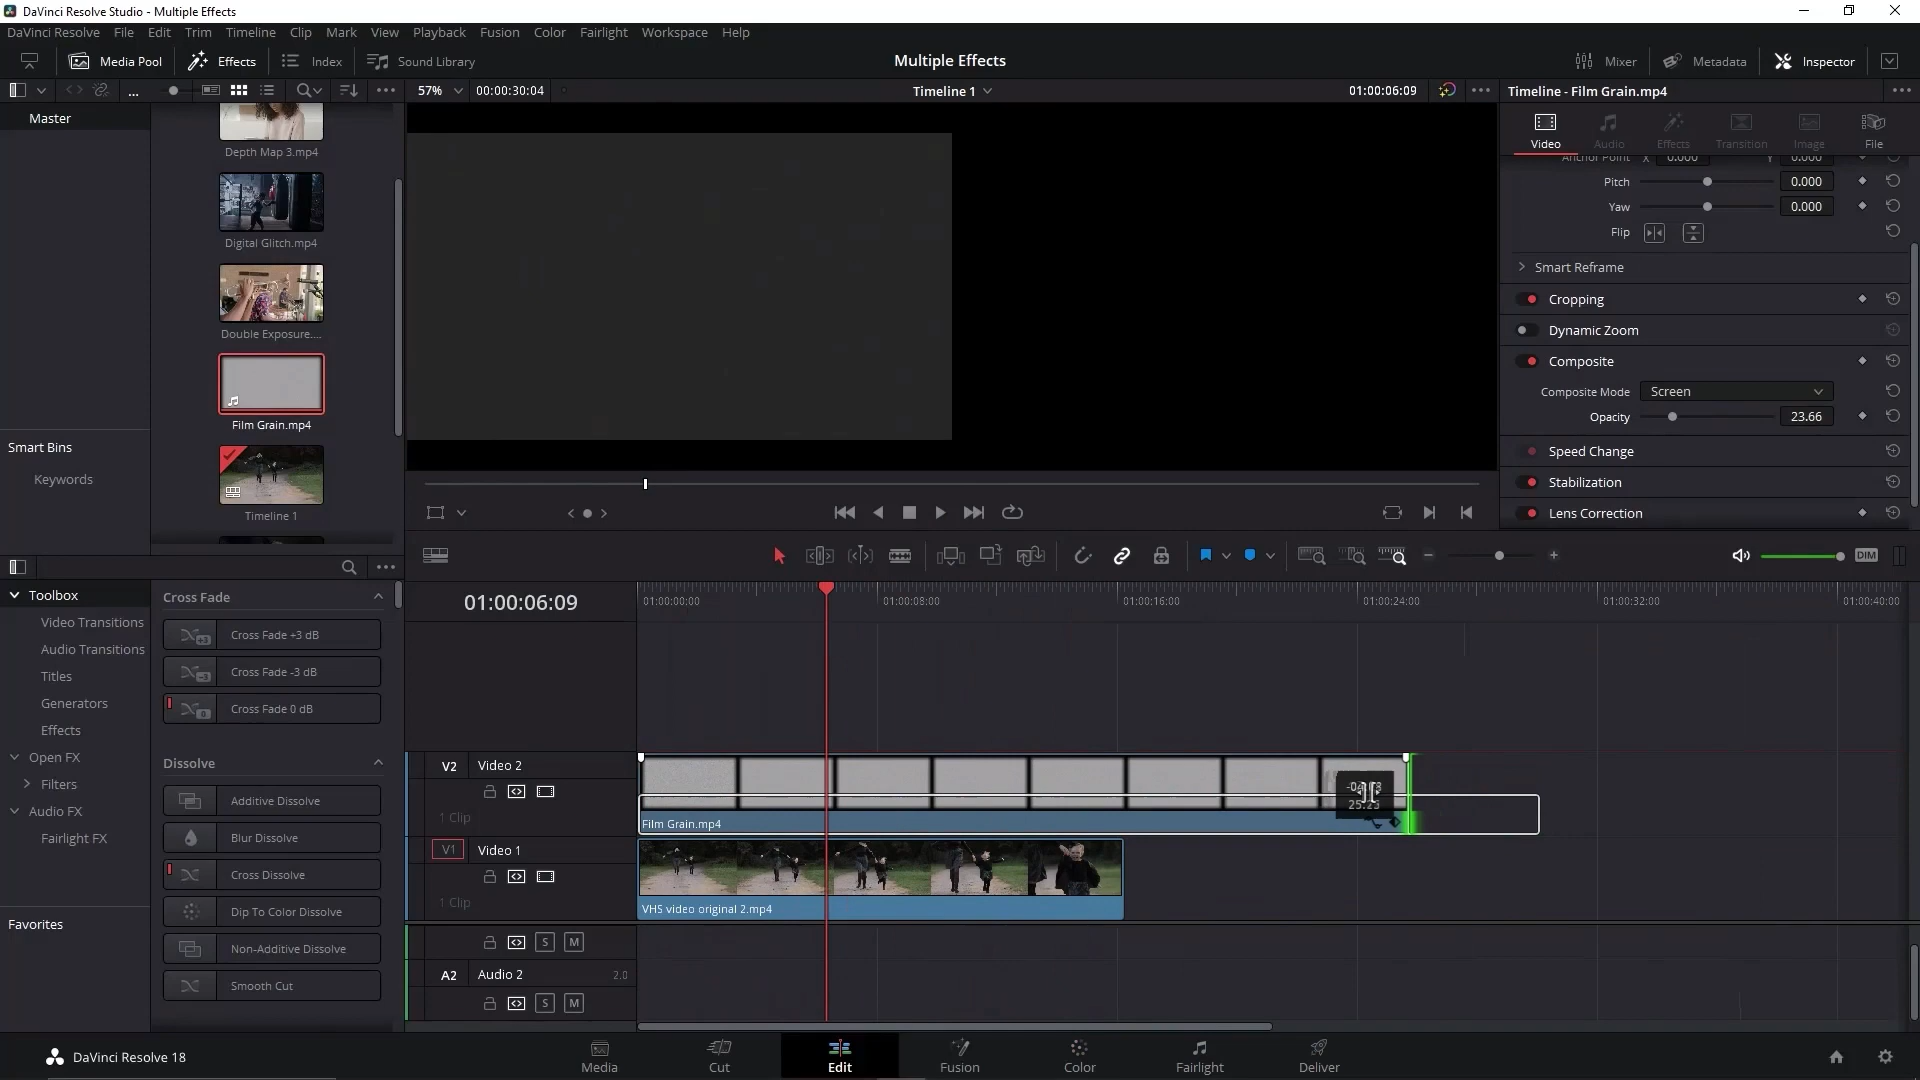 DaVinci Resolve Studio - Multiple Effects
DaVinci Resolve File Edit Trim Timeline Clip Mark View Playback Fusion Color Fairlight Workspace Help
Media Pool Effects Index Sound Library Multiple Effects Mixer Metadata Inspector
57% 00:00:30:04 Timeline 1 01:00:06:09 Timeline - Film Grain.mp4
Master
Depth Map 3.mp4
Digital Glitch.mp4
Double Exposure....
Film Grain.mp4
Timeline 1
Smart Bins
Keywords
Video Audio Effects Transition Image File
Anchor Point X 0.000 Y 0.000
Pitch 0.000
Yaw 0.000
Flip
Smart Reframe
Cropping
Dynamic Zoom
Composite
Composite Mode Screen
Opacity 23.66
Speed Change
Stabilization
Lens Correction
DIM
Toolbox
Video Transitions
Audio Transitions
Titles
Generators
Effects
Open FX
Filters
Audio FX
Fairlight FX
Favorites
Cross Fade
+3
Cross Fade +3 dB
-3
Cross Fade -3 dB
0
Cross Fade 0 dB
Dissolve
Additive Dissolve
Blur Dissolve
Cross Dissolve
Dip To Color Dissolve
Non-Additive Dissolve
Smooth Cut
01:00:06:09
01:00:00:00 01:00:08:00 01:00:16:00 01:00:24:00 01:00:32:00 01:00:40:00
V2 Video 2
1 Clip
Film Grain.mp4
V1 Video 1
1 Clip
VHS video original 2.mp4
S M
A2 Audio 2 2.0
S M
DaVinci Resolve 18
Media Cut Edit Fusion Color Fairlight Deliver